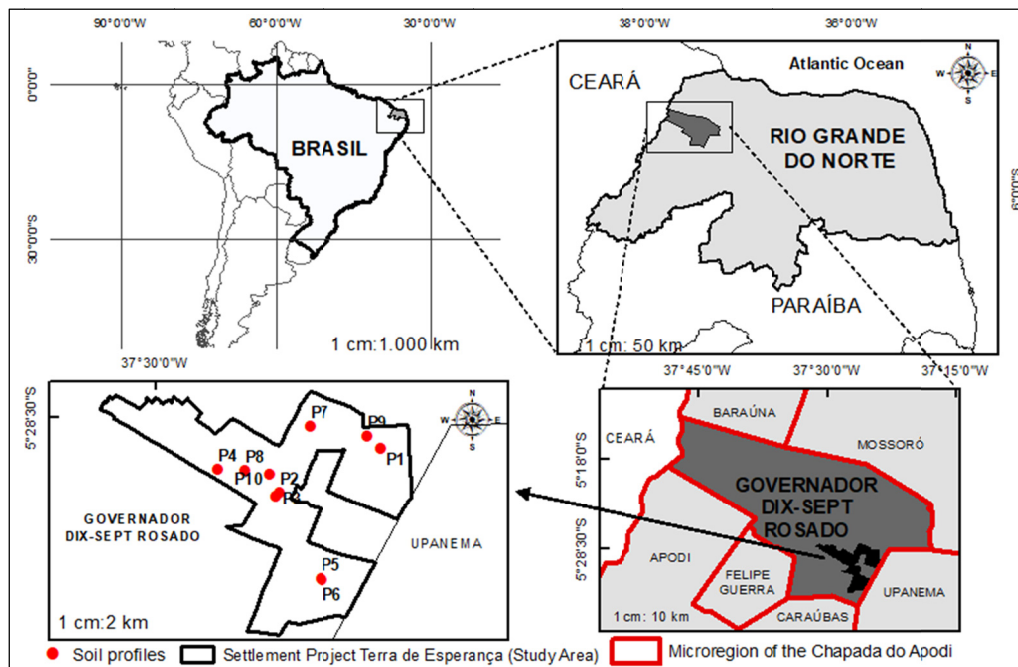 90°0'0"W 60°0'0"W 30°0'0"W
0°0'0"
30°0'0"S
BRASIL
1 cm:1.000 km
38°0'0"W 36°0'0"W
6°0'0"S
CEARÁ
Atlantic Ocean
N
W E
S
RIO GRANDE
DO NORTE
PARAÍBA
1 cm: 50 km
37°30'0"W
5°28'30"S
N
W E
S
P7
P9
P1
P4 P8
P10 P2
P3
P5
P6
GOVERNADOR
DIX-SEPT ROSADO
UPANEMA
1 cm:2 km
37°45'0"W 37°30'0"W 37°15'0"W
5°18'0"S
5°28'30"S
BARAÚNA
CEARÁ
MOSSORÓ
GOVERNADOR
DIX-SEPT
ROSADO
APODI
FELIPE
GUERRA
UPANEMA
CARAÚBAS
1cm: 10 km
Soil profiles
Settlement Project Terra de Esperança (Study Area)
Microregion of the Chapada do Apodi